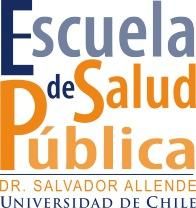 Escuela
de Salud
Pública
DR. SALVADOR ALLENDE
UNIVERSIDAD DE CHILE